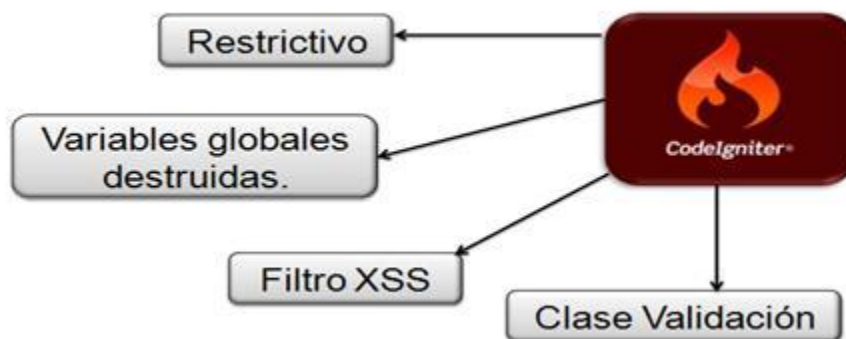 Restrictivo
CodeIgniter®
Variables globales
destruidas.
Filtro XSS
Clase Validación